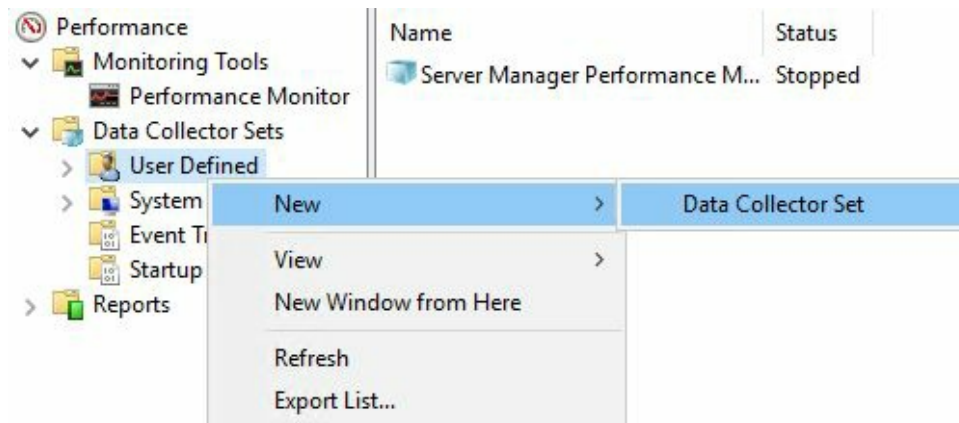 Performance
Monitoring Tools
Performance Monitor
Data Collector Sets
User Defined
System
Event
Startup
Reports
Name Status
Server Manager Performance M... Stopped
New
Data Collector Set
View
New Window from Here
Refresh
Export List...